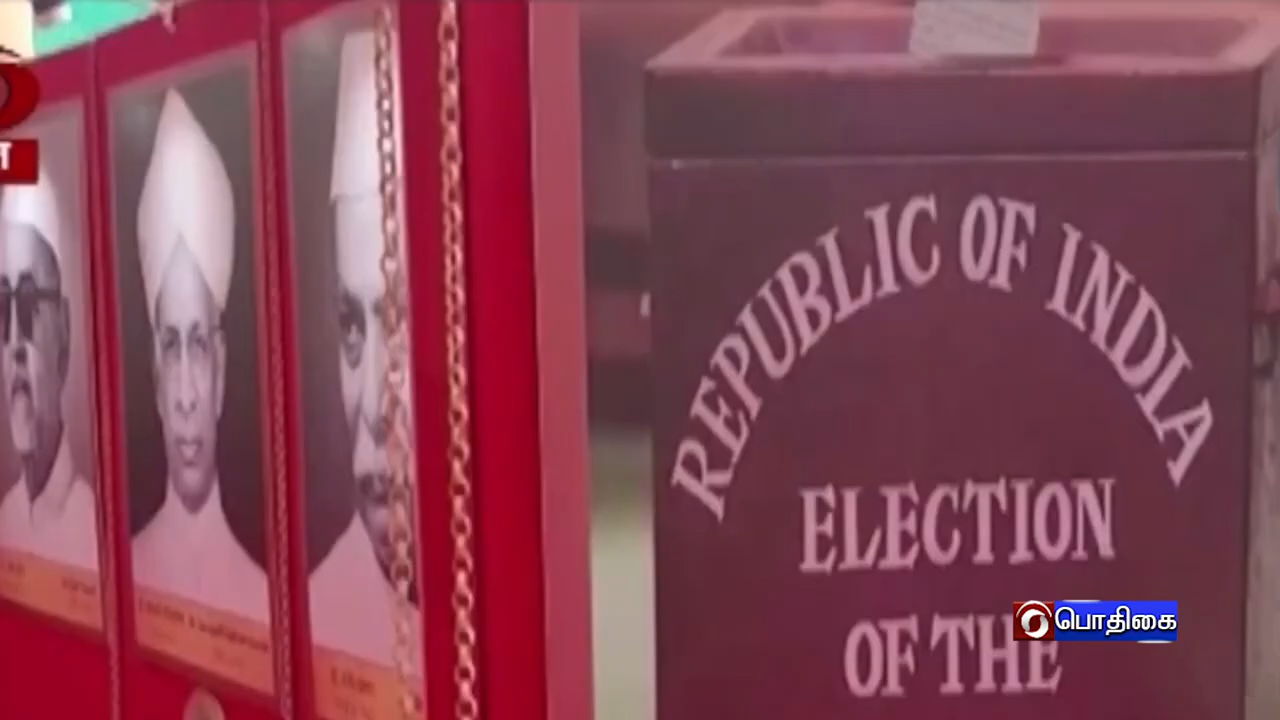 REPUBLIC OF INDIA
ELECTION
OF THE
பொதிகை